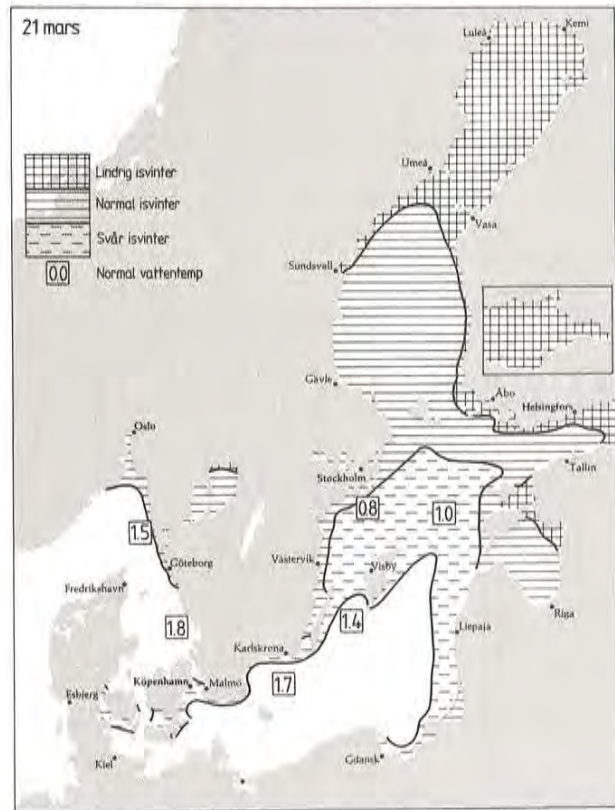 21 mars
Luleå
Kemi
Lindrig isvinter
Normal isvinter
Svår isvinter
0.0 Normal vattentemp
Umeå
Vasa
Sundsvall
Gävle
Åbo
Helsingfors
Oslo
Stockholm
Tallin
0.8
1.0
1.5
Göteborg
Västervik
Visby
Fredrikshavn
Riga
1.8
1.4
Liepaja
Karlskrona
Köpenhamn
Malmö
1.7
Esbjerg
Kiel
Gdansk